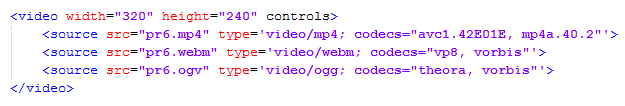 <video width="320" height="240" controls>
<source src="pr6.mp4" type='video/mp4; codecs="avc1.42E01E, mp4a.40.2"'>
<source src="pr6.webm" type='video/webm; codecs="vp8, vorbis"'>
<source src="pr6.ogv" type='video/ogg; codecs="theora, vorbis"'>
</video>